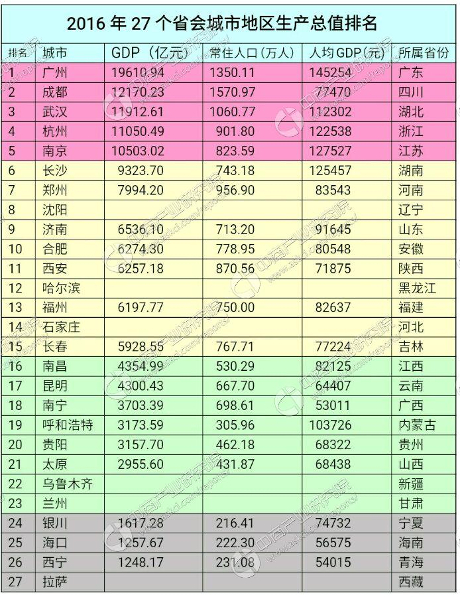 2016年27个省会城市地区生产总值排名
排名 城市 GDP（亿元） 常住人口（万人） 人均GDP（元） 所属省份
1 广州 19610.94 1350.11 145254 广东
2 成都 12170.23 1570.97 77470 四川
3 武汉 11912.61 1060.77 112302 湖北
4 杭州 11050.49 901.80 122538 浙江
5 南京 10503.02 823.59 127527 江苏
6 长沙 9323.70 743.18 125457 湖南
7 郑州 7994.20 956.90 83543 河南
8 沈阳 辽宁
9 济南 6536.10 713.20 91645 山东
10 合肥 6274.30 778.95 80548 安徽
11 西安 6257.18 870.56 71875 陕西
12 哈尔滨 黑龙江
13 福州 6197.77 750.00 82637 福建
14 石家庄 河北
15 长春 5928.55 767.71 77224 吉林
16 南昌 4354.99 530.29 82125 江西
17 昆明 4300.43 667.70 64407 云南
18 南宁 3703.39 698.61 53011 广西
19 呼和浩特 3173.59 305.96 103726 内蒙古
20 贵阳 3157.70 462.18 68322 贵州
21 太原 2955.60 431.87 68438 山西
22 乌鲁木齐 新疆
23 兰州 甘肃
24 银川 1617.28 216.41 74732 宁夏
25 海口 1257.67 222.30 56575 海南
26 西宁 1248.17 231.08 54015 青海
27 拉萨 西藏